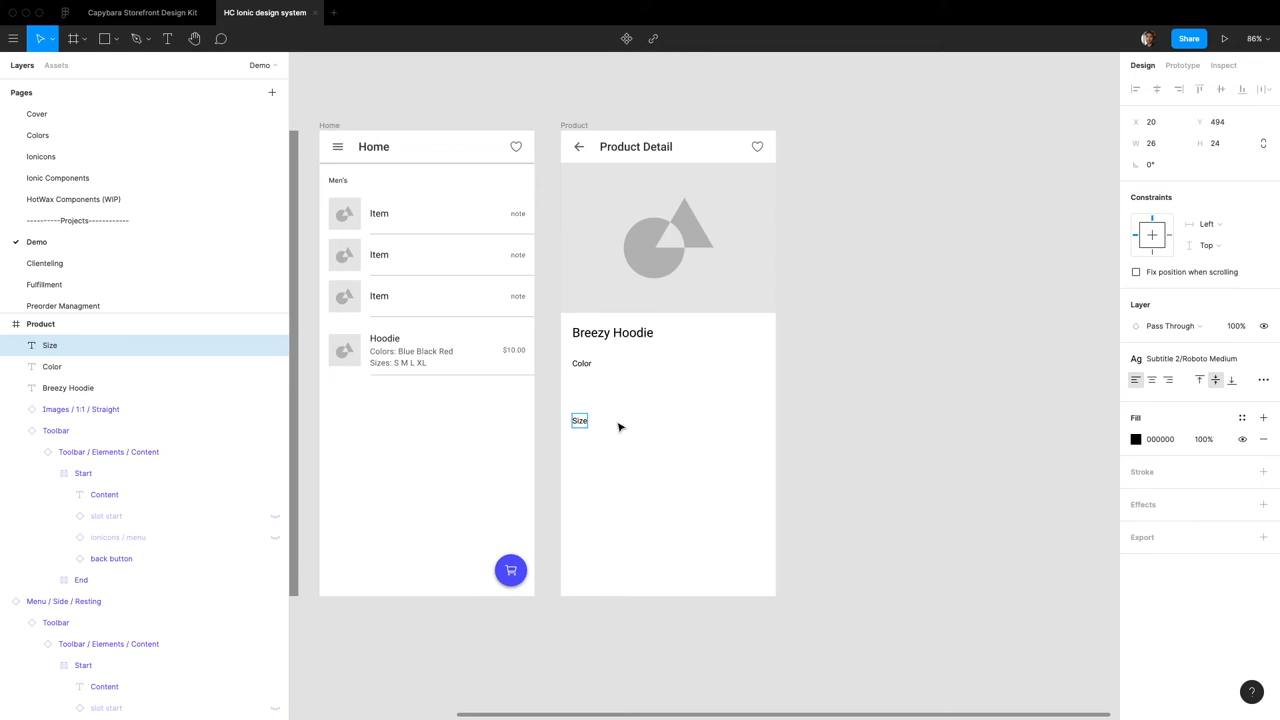 Capybara Storefront Design Kit
HC Ionic design system
Share
86%
Layers
Assets
Demo
Pages
Cover
Colors
Ionicons
Ionic Components
HotWax Components (WIP)
----------Projects------------
Demo
Clienteling
Fulfillment
Preorder Managment
Product
Size
Color
Breezy Hoodie
Images / 1:1 / Straight
Toolbar
Toolbar / Elements / Content
Start
Content
slot start
ionicons / menu
back button
End
Menu / Side / Resting
Toolbar
Toolbar / Elements / Content
Start
Content
slot start
Home
Home
Men's
Item
note
Item
note
Item
note
Hoodie
Colors: Blue Black Red
Sizes: S M L XL
$10.00
Product
Product Detail
Breezy Hoodie
Color
Size
Design
Prototype
Inspect
X 20
Y 494
W 26
H 24
0°
Constraints
Left
Top
Fix position when scrolling
Layer
Pass Through
100%
Ag Subtitle 2/Roboto Medium
Fill
000000
100%
Stroke
Effects
Export
?